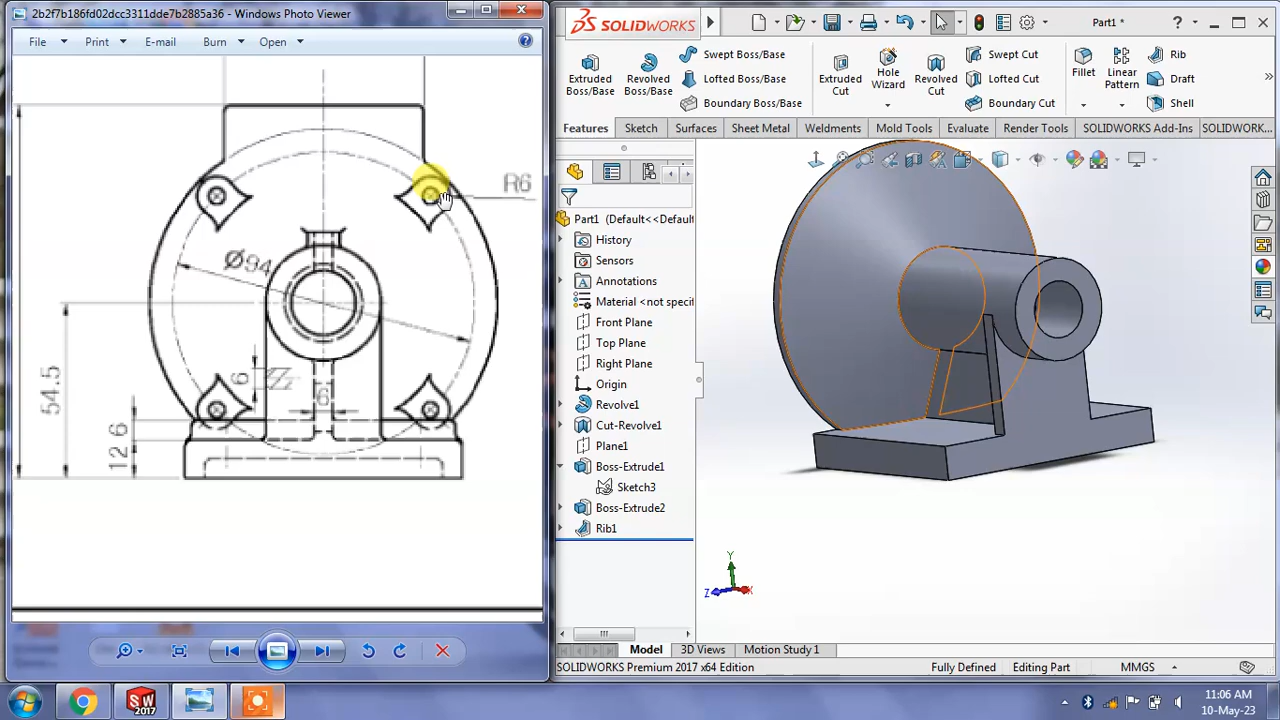 2b2f7b186fd02dcc3311dde7b2885a36 - Windows Photo Viewer
File Print E-mail Burn Open
R6
Ø94
54.5
6
6
12 6
SOLIDWORKS
Part1 *
Extruded Boss/Base
Revolved Boss/Base
Swept Boss/Base
Lofted Boss/Base
Boundary Boss/Base
Extruded Cut
Hole Wizard
Revolved Cut
Swept Cut
Lofted Cut
Boundary Cut
Fillet
Linear Pattern
Rib
Draft
Shell
Features Sketch Surfaces Sheet Metal Weldments Mold Tools Evaluate Render Tools SOLIDWORKS Add-Ins SOLIDWORK...
Part1 (Default<<Default
History
Sensors
Annotations
Material <not specif
Front Plane
Top Plane
Right Plane
Origin
Revolve1
Cut-Revolve1
Plane1
Boss-Extrude1
Sketch3
Boss-Extrude2
Rib1
Y
Z
X
Model 3D Views Motion Study 1
SOLIDWORKS Premium 2017 x64 Edition
Fully Defined Editing Part MMGS
SW 2017
11:06 AM
10-May-23